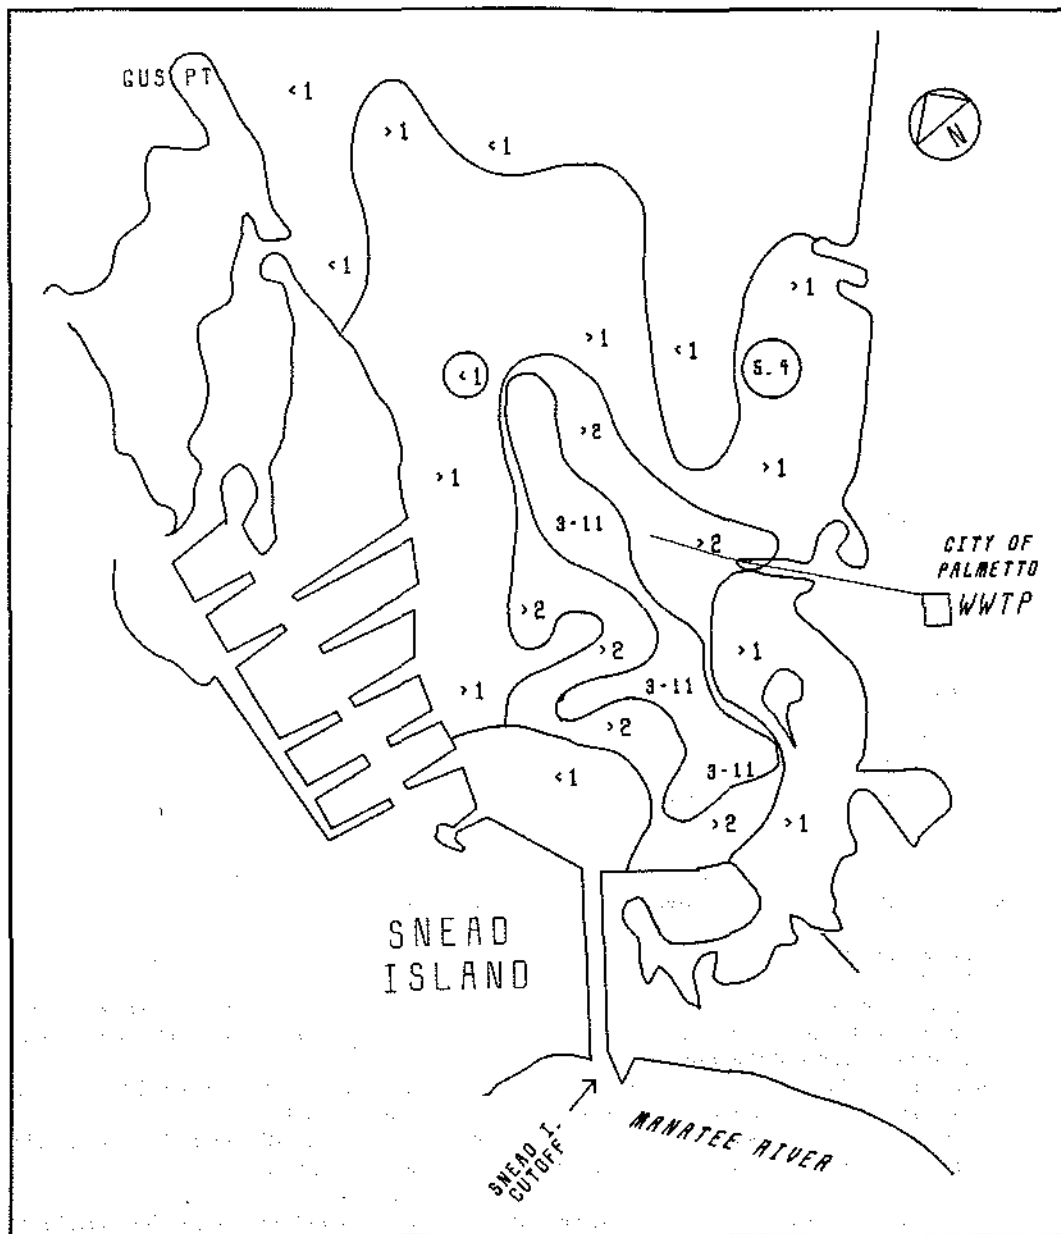 GUS PT
<1
>1
<1
N
<1
>1
>1
<1
<1
5.4
>2
>1
>1
3-11
>2
CITY OF
PALMETTO
WWTP
>2
>2
>1
>1
3-11
>2
<1
3-11
>2
>1
SNEAD
ISLAND
SNEAD I.
CUTOFF
MANATEE RIVER